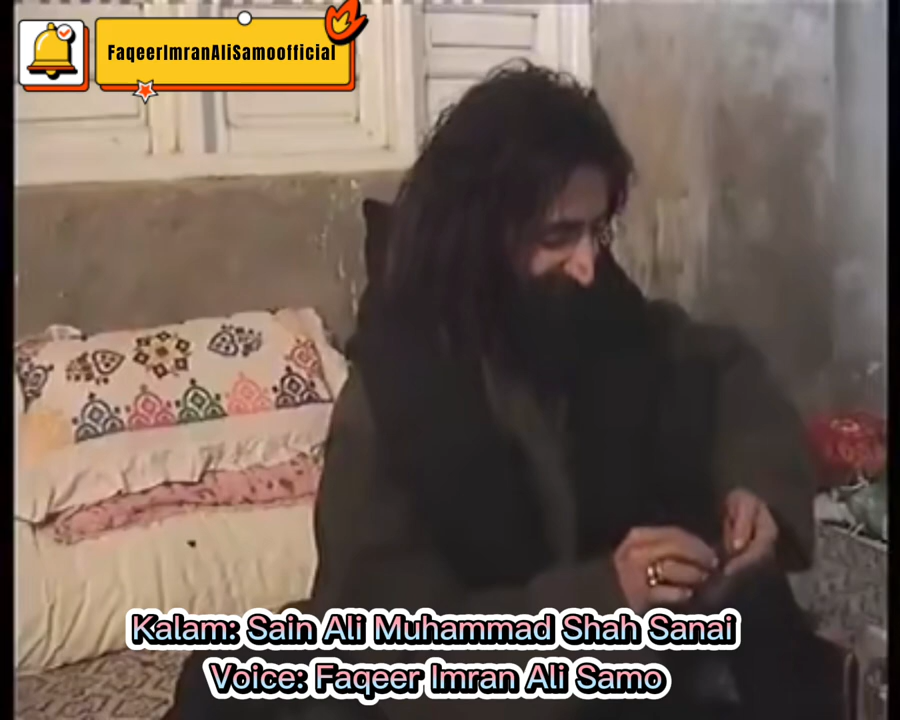 FaqeerImranAliSamoofficial
Kalam: Sain Ali Muhammad Shah Sanai
Voice: Faqeer Imran Ali Samo